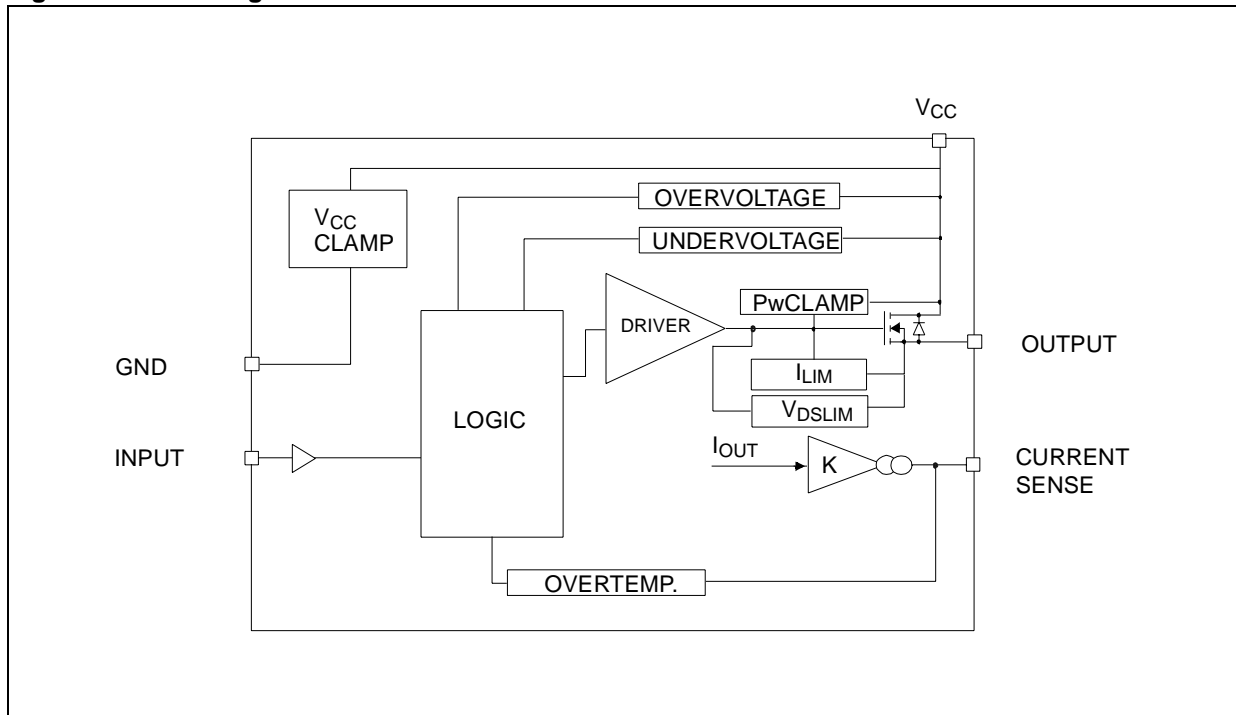 VCC
OVERVOLTAGE
VCC
CLAMP
UNDERVOLTAGE
PwCLAMP
DRIVER
OUTPUT
GND
ILIM
VDSLIM
LOGIC
IOUT
INPUT
K
CURRENT
SENSE
OVERTEMP.